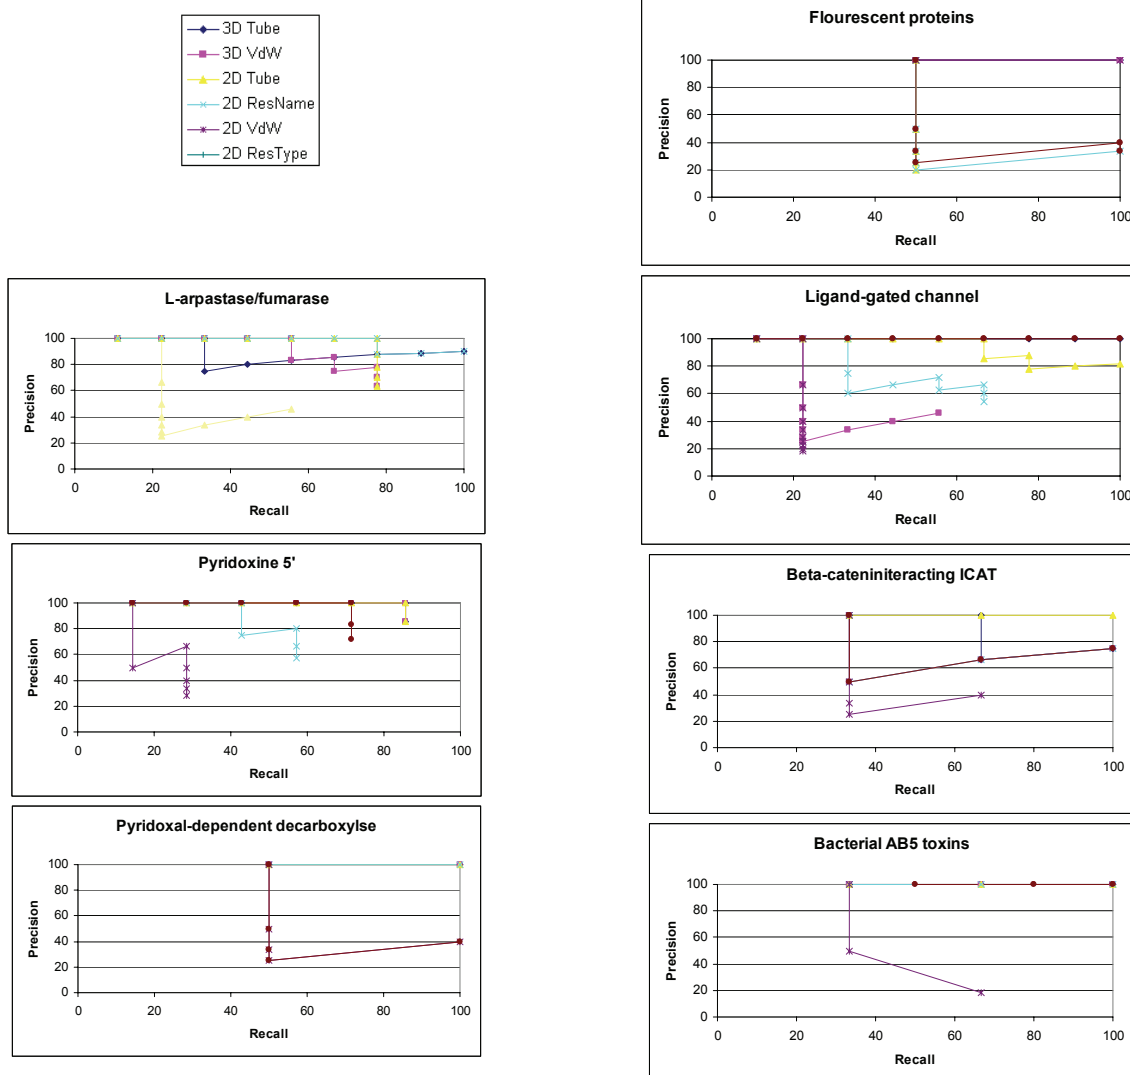 3D Tube
3D VdW
2D Tube
2D ResName
2D VdW
2D ResType
Flourescent proteins
Precision
100
80
60
40
20
0
0 20 40 60 80 100
Recall
L-arpastase/fumarase
Precision
100
80
60
40
20
0
0 20 40 60 80 100
Recall
Ligand-gated channel
Precision
100
80
60
40
20
0
0 20 40 60 80 100
Recall
Pyridoxine 5'
Precision
100
80
60
40
20
0
0 20 40 60 80 100
Recall
Beta-cateniniteracting ICAT
Precision
100
80
60
40
20
0
0 20 40 60 80 100
Recall
Pyridoxal-dependent decarboxylse
Precision
100
80
60
40
20
0
0 20 40 60 80 100
Recall
Bacterial AB5 toxins
Precision
100
80
60
40
20
0
0 20 40 60 80 100
Recall